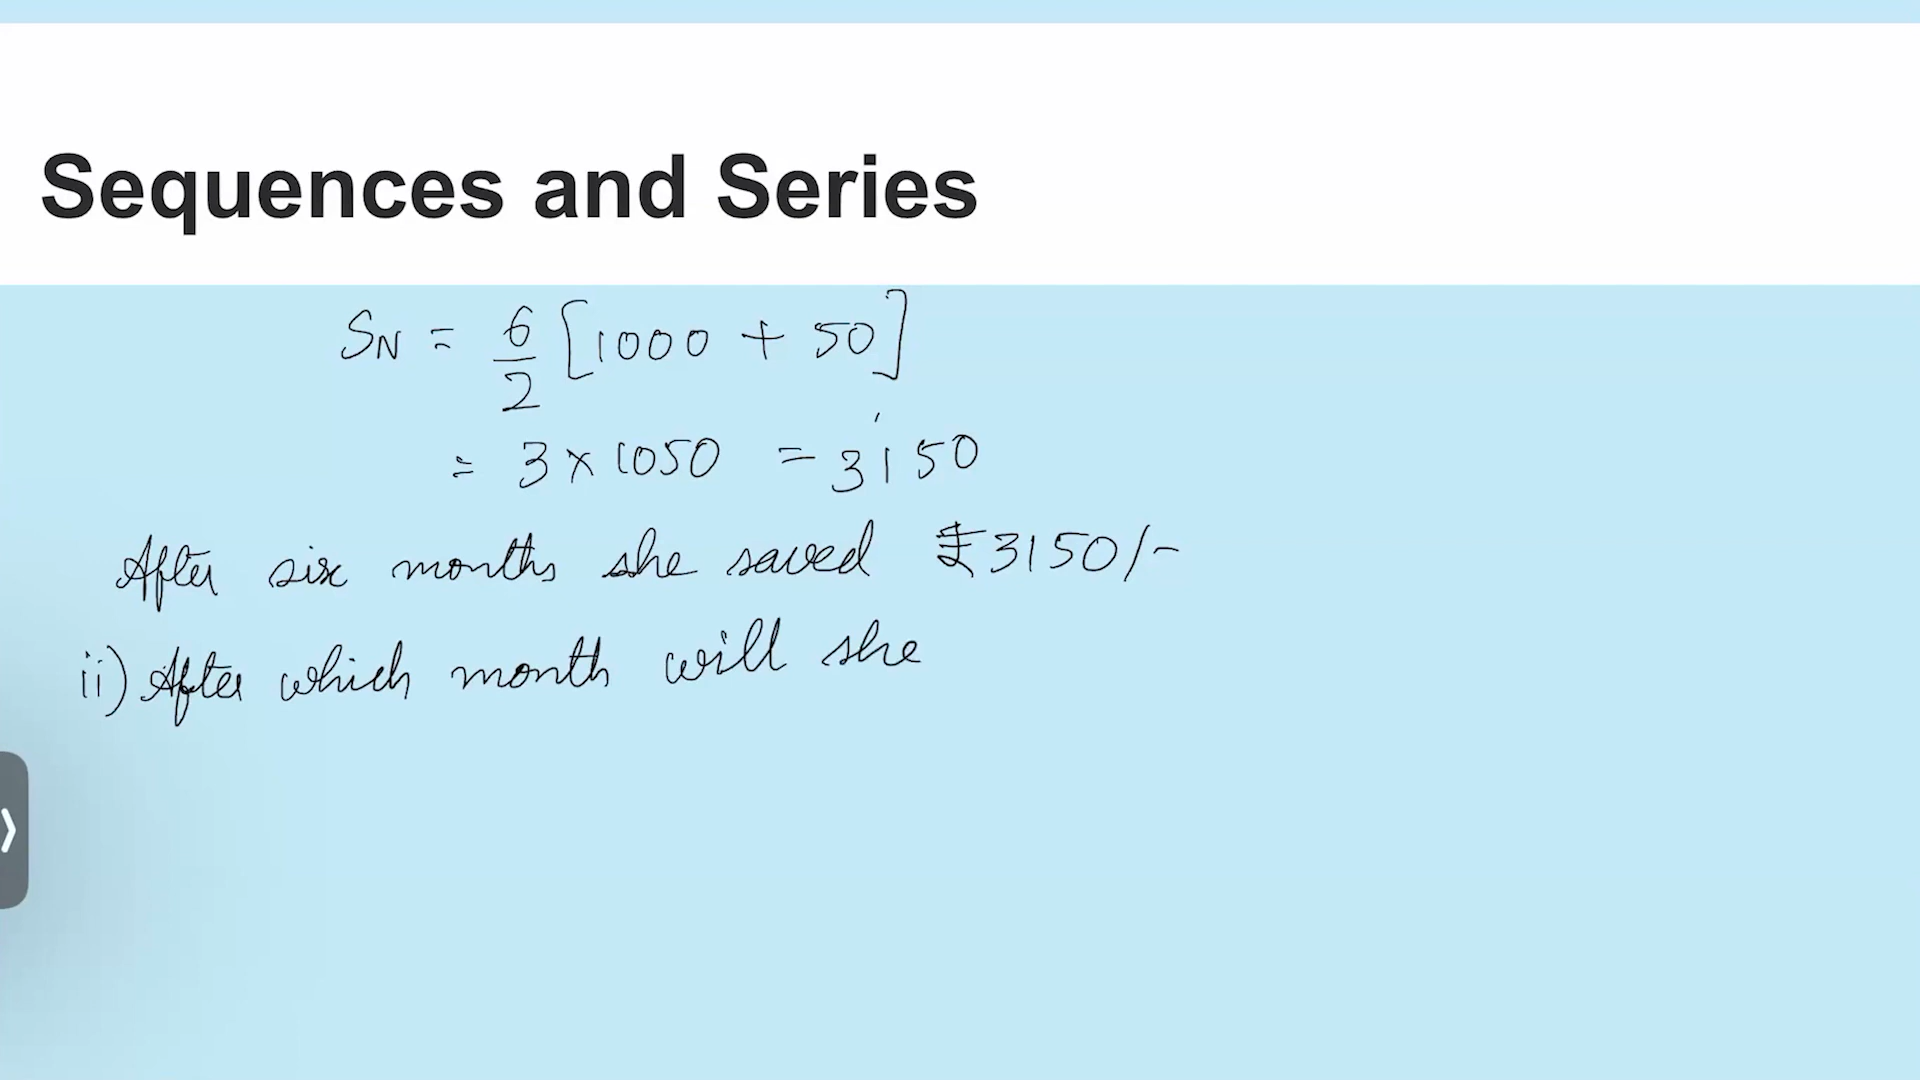 Sequences and Series
SN = 6/2 [1000 + 50]
= 3 × 1050 = 3150
After six months she saved ₹3150/-
ii) After which month will she